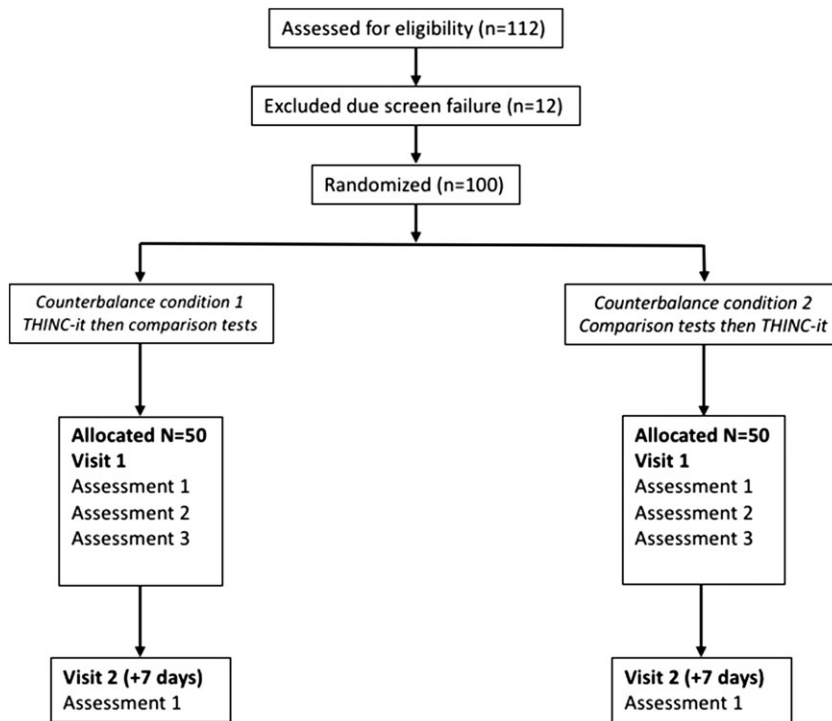 Assessed for eligibility (n=112)
Excluded due screen failure (n=12)
Randomized (n=100)
Counterbalance condition 1
THINC-it then comparison tests
Counterbalance condition 2
Comparison tests then THINC-it
Allocated N=50
Visit 1
Assessment 1
Assessment 2
Assessment 3
Allocated N=50
Visit 1
Assessment 1
Assessment 2
Assessment 3
Visit 2 (+7 days)
Assessment 1
Visit 2 (+7 days)
Assessment 1